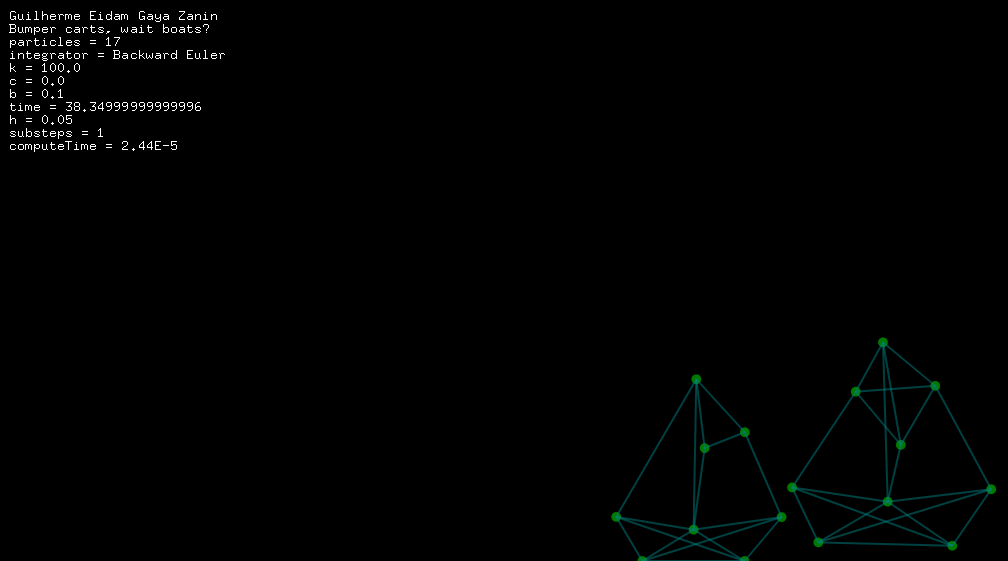 Guilherme Eidam Gaya Zanin
Bumper carts, wait boats?
particles = 17
integrator = Backward Euler
k = 100.0
c = 0.0
b = 0.1
time = 38.34999999999996
h = 0.05
substeps = 1
computeTime = 2.44E-5